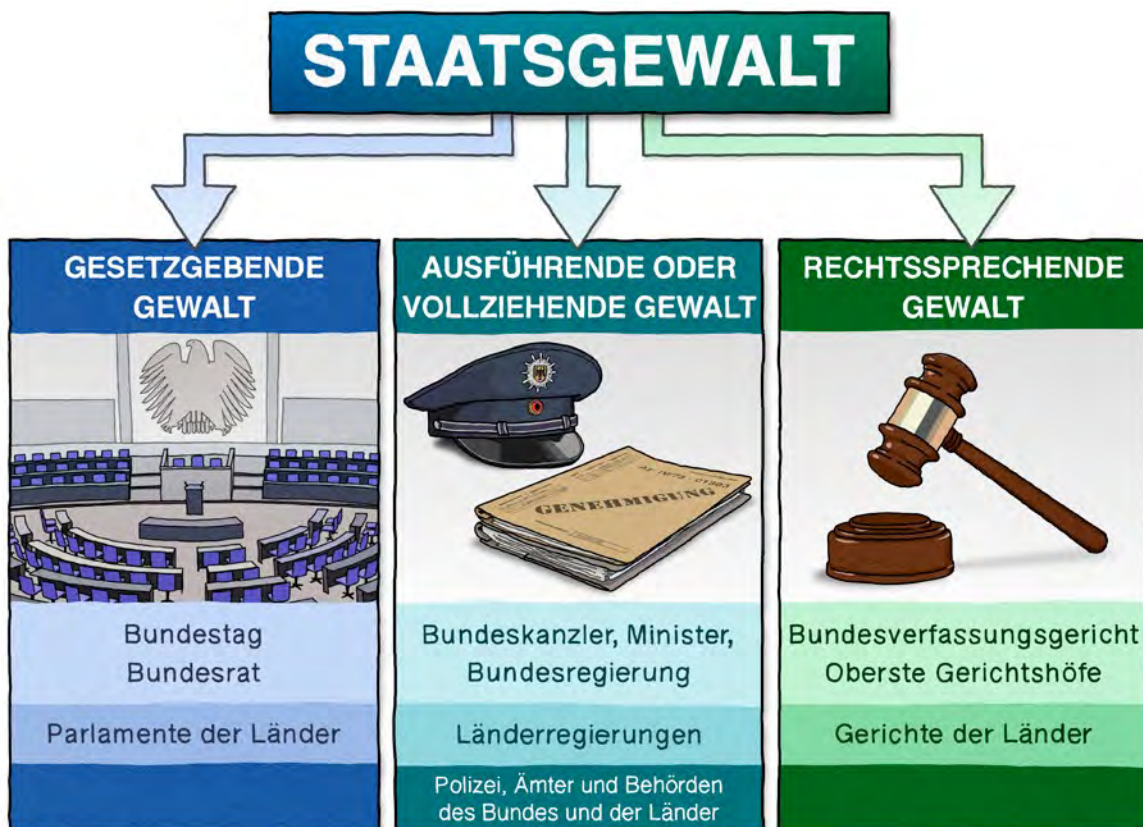 STAATSGEWALT
GESETZGEBENDE
GEWALT
Bundestag
Bundesrat
Parlamente der Länder
AUSFÜHRENDE ODER
VOLLZIEHENDE GEWALT
GENEHMIGUNG
Bundeskanzler, Minister,
Bundesregierung
Länderregierungen
Polizei, Ämter und Behörden
des Bundes und der Länder
RECHTSSPRECHENDE
GEWALT
Bundesverfassungsgericht
Oberste Gerichtshöfe
Gerichte der Länder